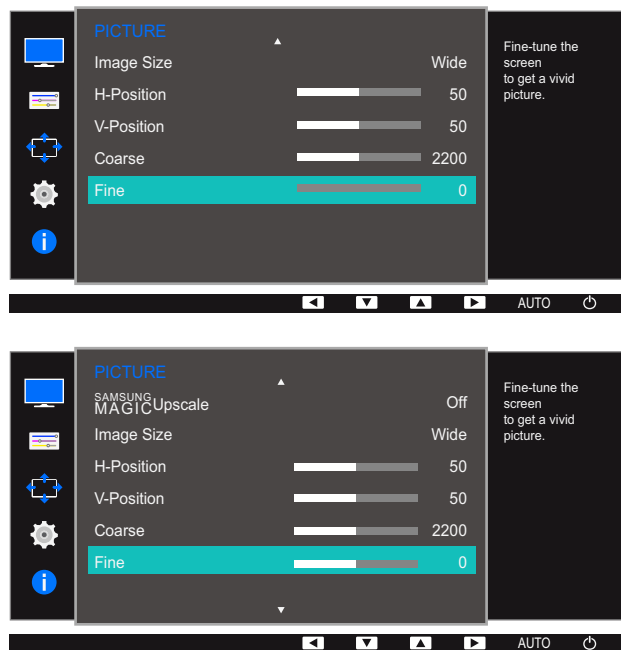 PICTURE
Image Size Wide
H-Position 50
V-Position 50
Coarse 2200
Fine 0
Fine-tune the
screen
to get a vivid
picture.
AUTO
PICTURE
SAMSUNG
MAGIC Upscale Off
Image Size Wide
H-Position 50
V-Position 50
Coarse 2200
Fine 0
Fine-tune the
screen
to get a vivid
picture.
AUTO